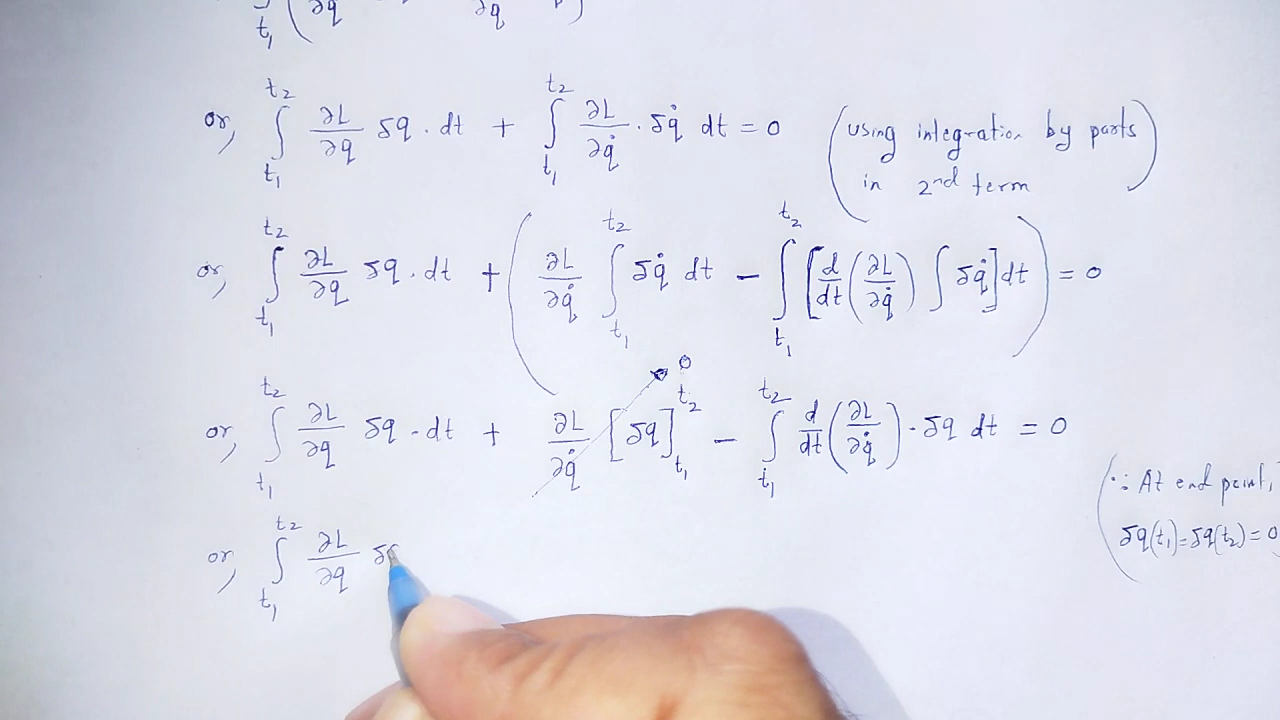 ∫_{t₁} ( ∂q ∂q
or, ∫_{t₁}^{t₂} ∂L/∂q δq · dt + ∫_{t₁}^{t₂} ∂L/∂q̇ · δq̇ dt = 0 (using integration by parts
in 2nd term)
or, ∫_{t₁}^{t₂} ∂L/∂q δq · dt + ( ∂L/∂q̇ ∫_{t₁}^{t₂} δq̇ dt − ∫_{t₁}^{t₂} [ d/dt ( ∂L/∂q̇ ) ∫ δq̇ ] dt ) = 0
or, ∫_{t₁}^{t₂} ∂L/∂q δq · dt + ∂L/∂q̇ [δq]_{t₁}^{t₂} 0 − ∫_{t₁}^{t₂} d/dt ( ∂L/∂q̇ ) · δq dt = 0
(∵ At end point,
δq(t₁) = δq(t₂) = 0
or, ∫_{t₁}^{t₂} ∂L/∂q δq